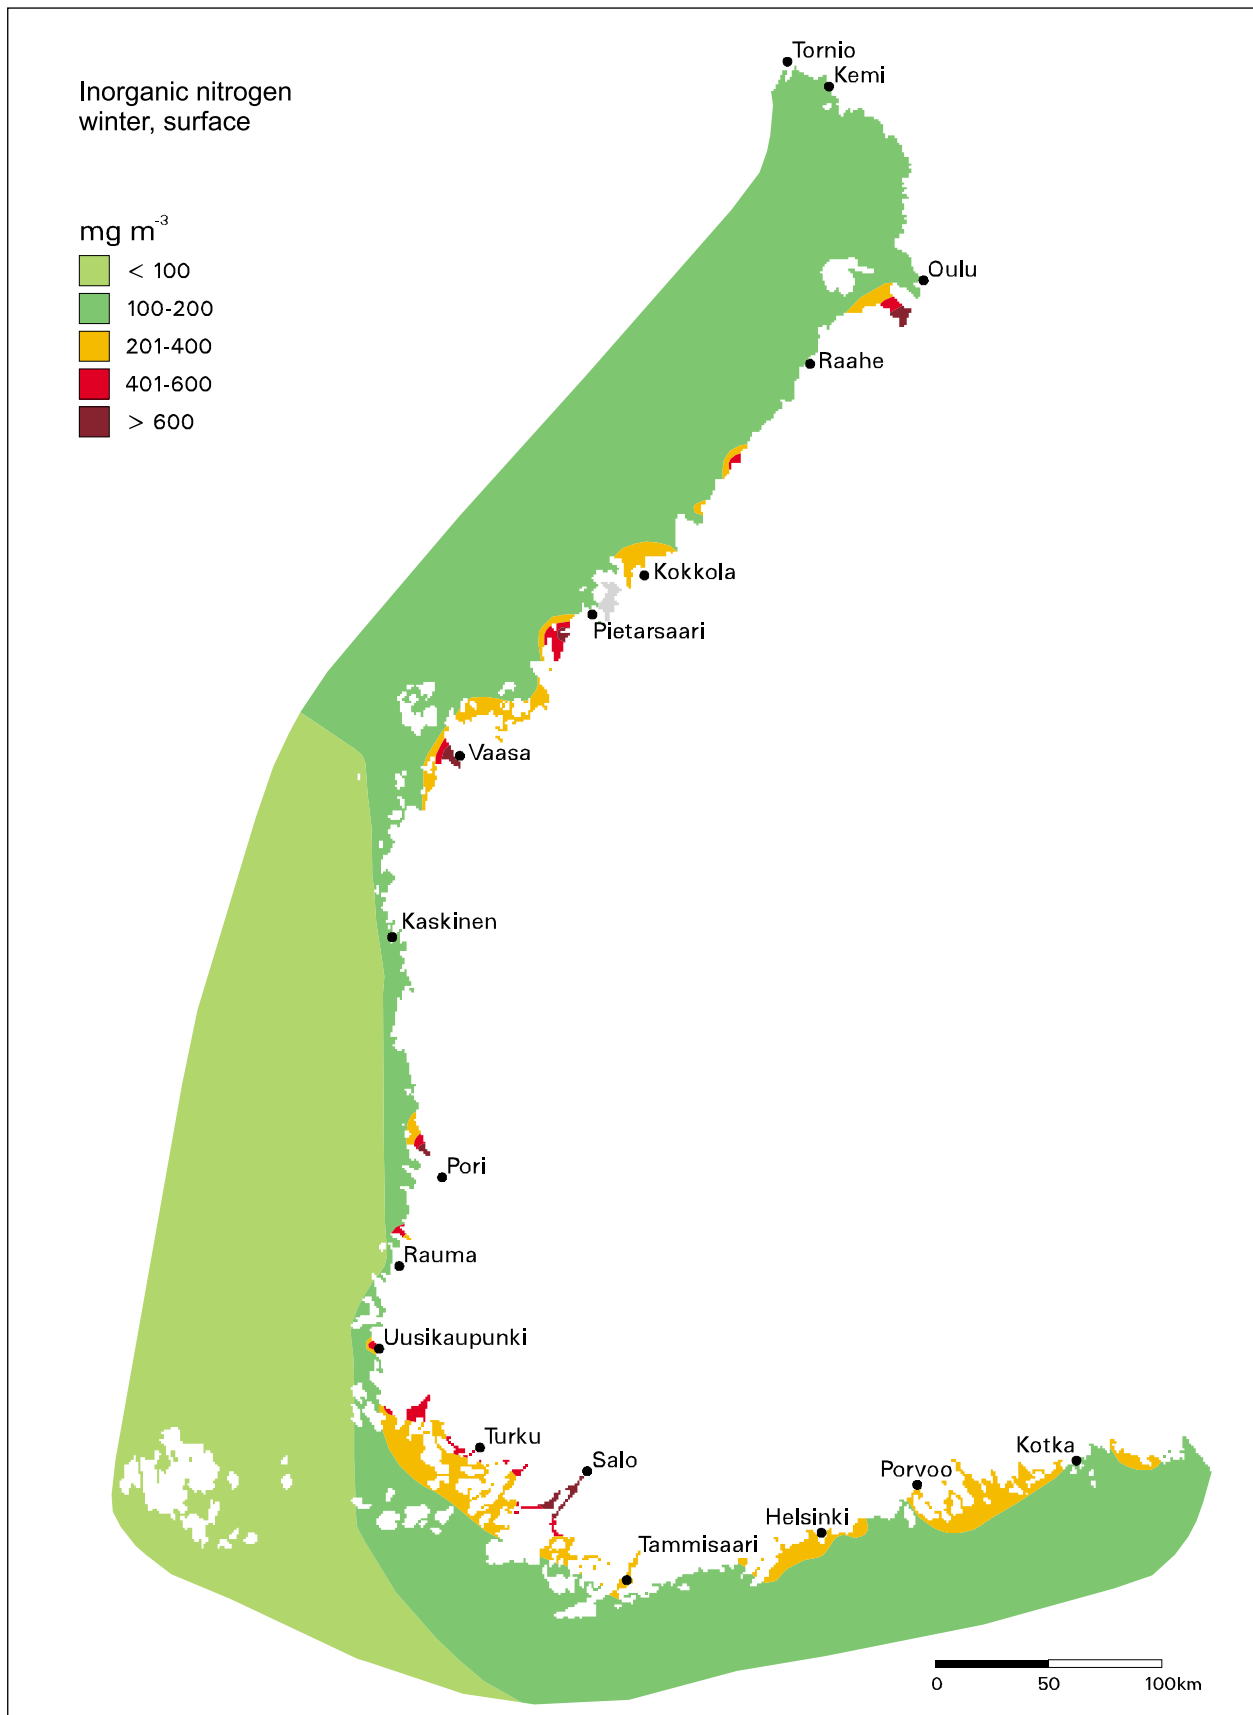 Tornio
Kemi
Inorganic nitrogen
winter, surface
mg m-3
< 100
100-200
201-400
401-600
> 600
Oulu
Raahe
Kokkola
Pietarsaari
Vaasa
Kaskinen
Pori
Rauma
Uusikaupunki
Turku
Salo
Kotka
Porvoo
Helsinki
Tammisaari
0 50 100km